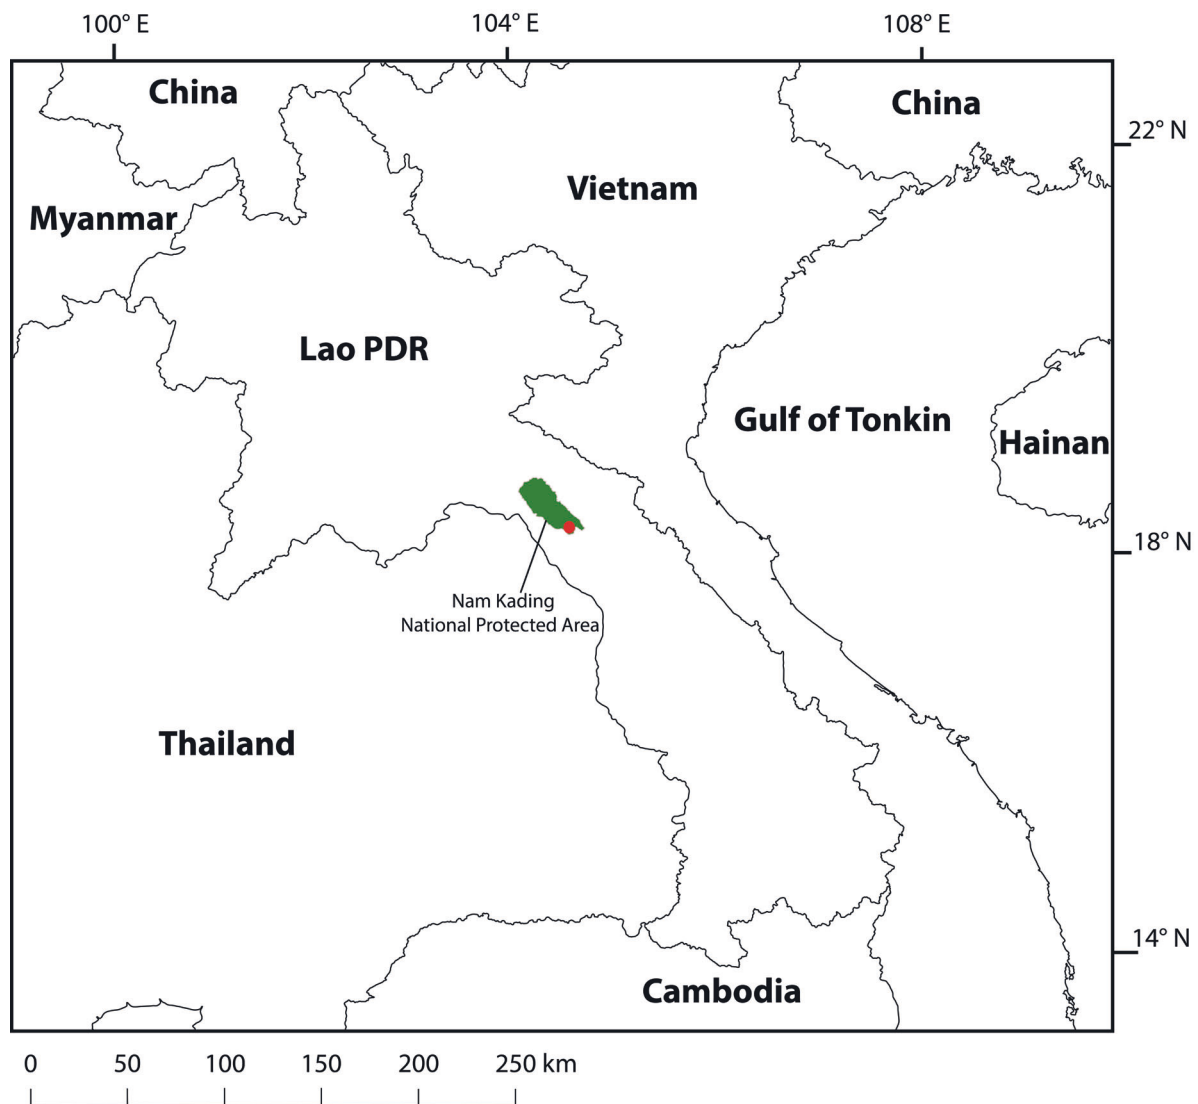 100° E
104° E
108° E
China
China
22° N
Vietnam
Myanmar
Lao PDR
Gulf of Tonkin
Hainan
18° N
Nam Kading
National Protected Area
Thailand
14° N
Cambodia
0 50 100 150 200 250 km